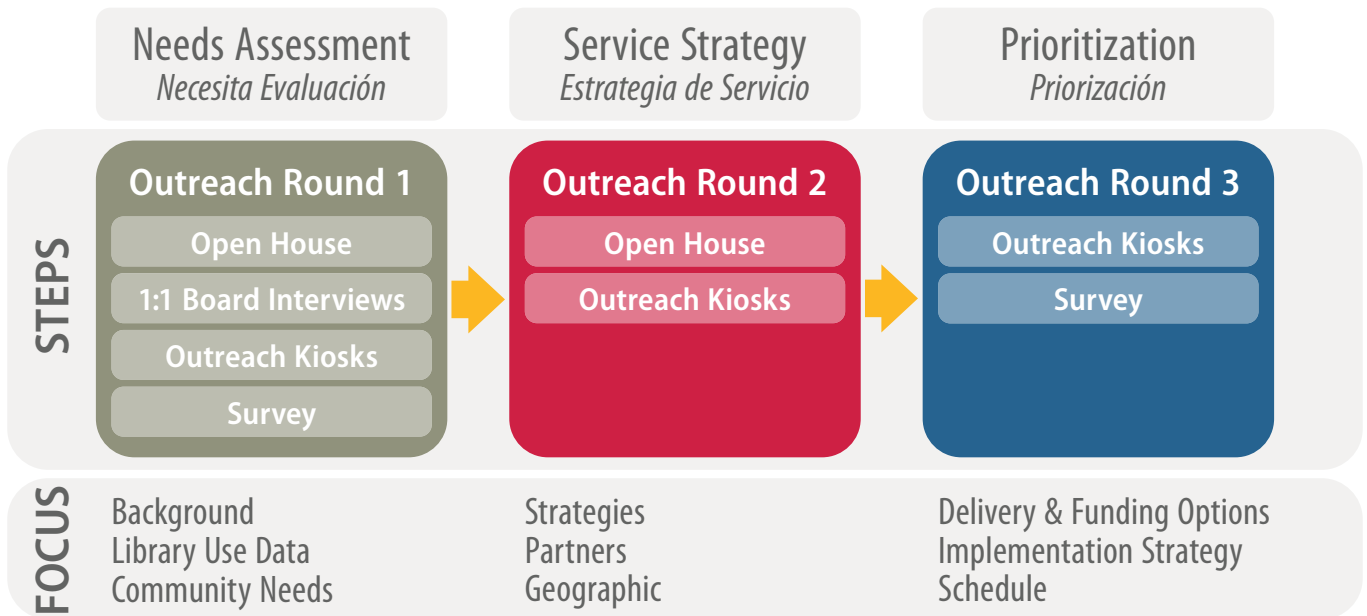 Needs Assessment
Necesita Evaluación
Service Strategy
Estrategia de Servicio
Prioritization
Priorización
STEPS
Outreach Round 1
Open House
1:1 Board Interviews
Outreach Kiosks
Survey
Outreach Round 2
Open House
Outreach Kiosks
Outreach Round 3
Outreach Kiosks
Survey
FOCUS
Background
Library Use Data
Community Needs
Strategies
Partners
Geographic
Delivery & Funding Options
Implementation Strategy
Schedule